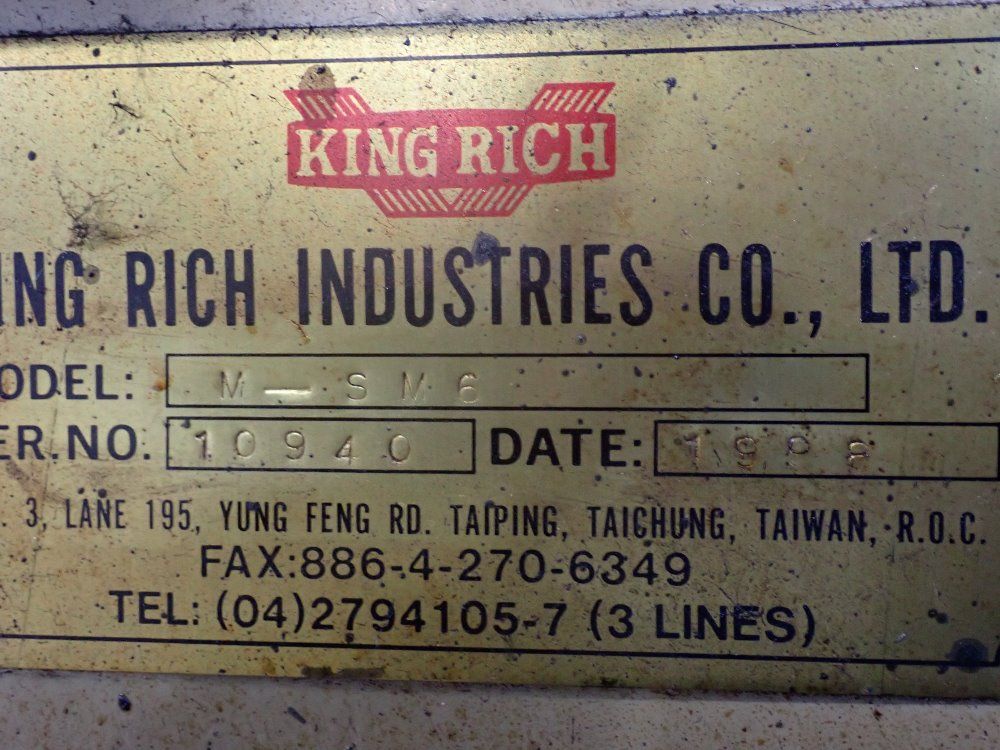 KING RICH
ING RICH INDUSTRIES CO., LTD.
ODEL: M-SM6
ER.NO. 10940 DATE:
. 3, LANE 195, YUNG FENG RD. TAIPING, TAICHUNG, TAIWAN, R.O.C.
FAX:886-4-270-6349
TEL: (04)2794105-7 (3 LINES)